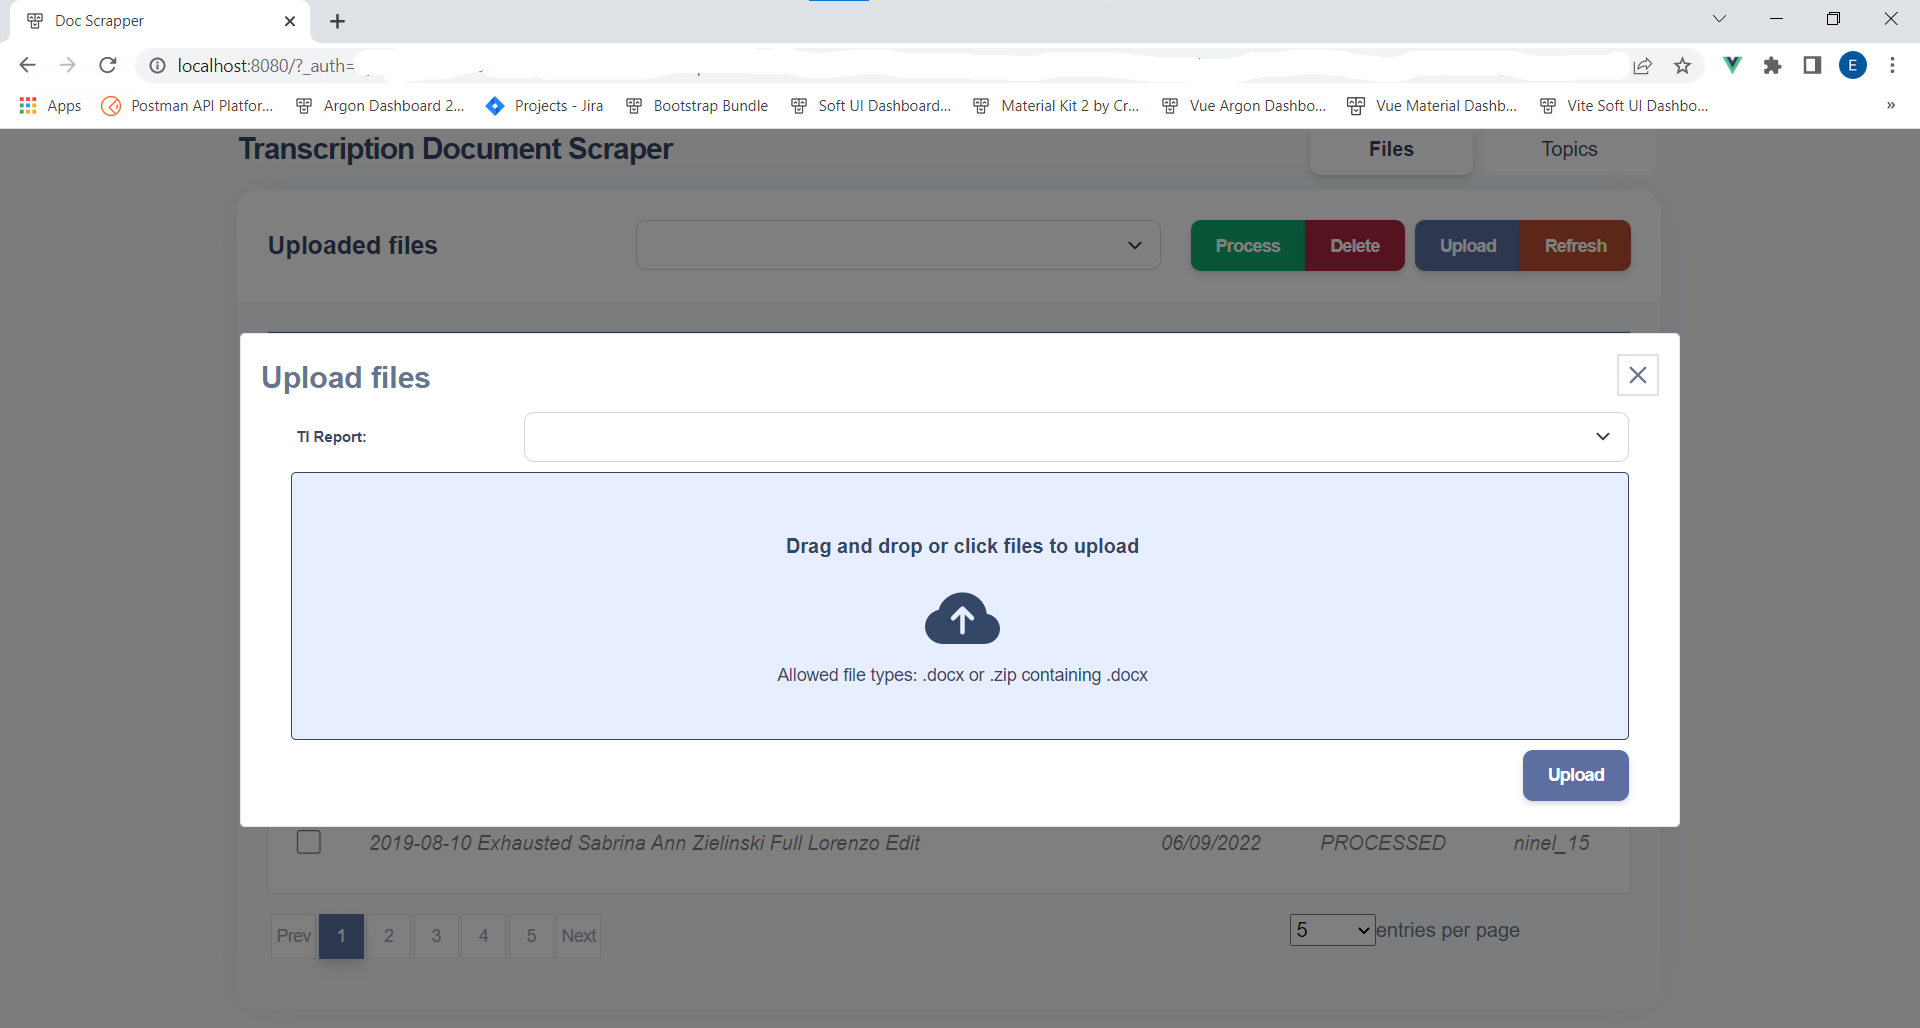 Doc Scrapper
localhost:8080/?_auth=
E
Apps
Postman API Platfor...
Argon Dashboard 2...
Projects - Jira
Bootstrap Bundle
Soft UI Dashboard...
Material Kit 2 by Cr...
Vue Argon Dashbo...
Vue Material Dashb...
Vite Soft UI Dashbo...
»
Transcription Document Scraper
Files
Topics
Uploaded files
Process
Delete
Upload
Refresh
Upload files
TI Report:
Drag and drop or click files to upload
Allowed file types: .docx or .zip containing .docx
Upload
2019-08-10 Exhausted Sabrina Ann Zielinski Full Lorenzo Edit 06/09/2022 PROCESSED ninel_15
Prev 1 2 3 4 5 Next
5 entries per page